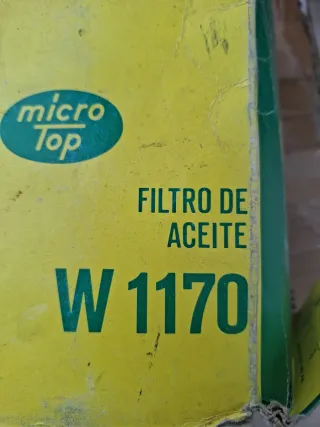 micro
Top
FILTRO DE
ACEITE
W 1170